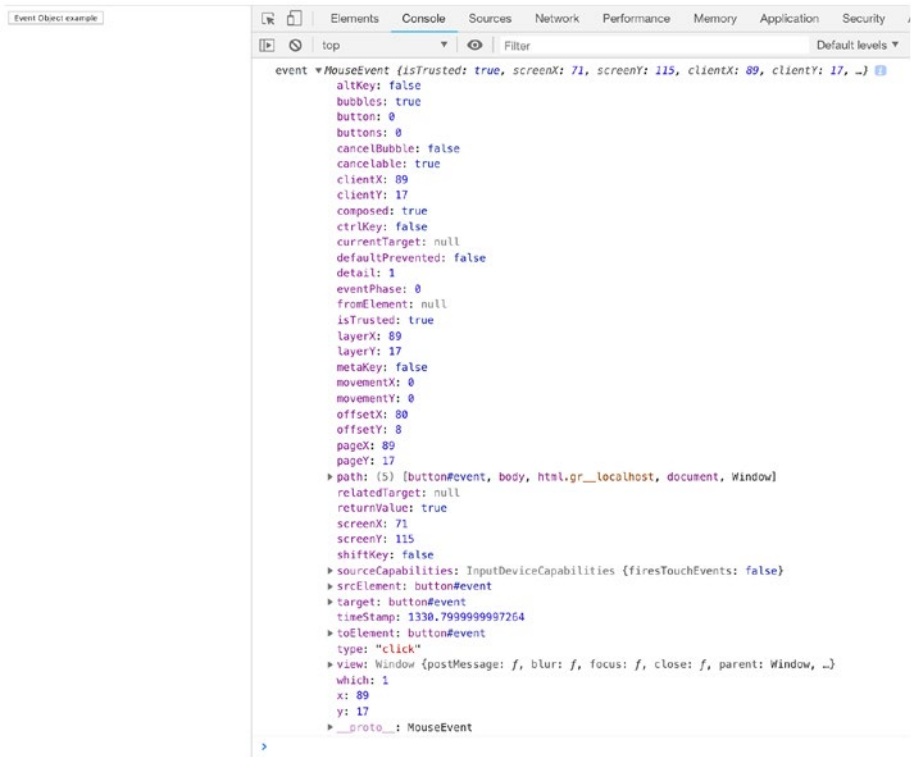 Event Object example
Elements Console Sources Network Performance Memory Application Security
top Filter Default levels ▼
event ▼MouseEvent {isTrusted: true, screenX: 71, screenY: 115, clientX: 89, clientY: 17, …}
altKey: false
bubbles: true
button: 0
buttons: 0
cancelBubble: false
cancelable: true
clientX: 89
clientY: 17
composed: true
ctrlKey: false
currentTarget: null
defaultPrevented: false
detail: 1
eventPhase: 0
fromElement: null
isTrusted: true
layerX: 89
layerY: 17
metaKey: false
movementX: 0
movementY: 0
offsetX: 80
offsetY: 8
pageX: 89
pageY: 17
▶path: (5) [button#event, body, html.gr__localhost, document, Window]
relatedTarget: null
returnValue: true
screenX: 71
screenY: 115
shiftKey: false
▶sourceCapabilities: InputDeviceCapabilities {firesTouchEvents: false}
▶srcElement: button#event
▶target: button#event
timeStamp: 1330.7999999997264
▶toElement: button#event
type: "click"
▶view: Window {postMessage: ƒ, blur: ƒ, focus: ƒ, close: ƒ, parent: Window, …}
which: 1
x: 89
y: 17
▶__proto__: MouseEvent